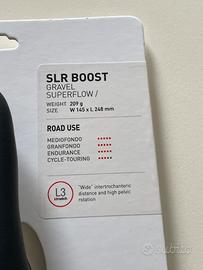 SLR BOOST
GRAVEL
SUPERFLOW /
WEIGHT 209 g
SIZE W 145 x L 248 mm
ROAD USE
MEDIOFONDO •••••
GRANFONDO •••••
ENDURANCE •••••
CYCLE-TOURING ••••
L3
"Wide" intertrochanteric
distance and high pelvic
rotation
subito